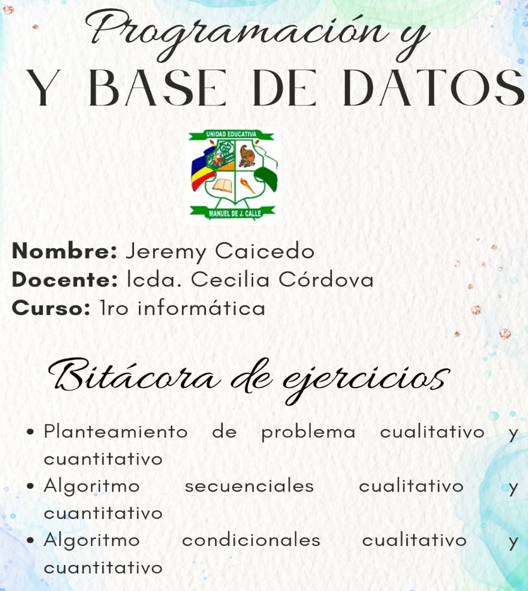 Programación y
Y BASE DE DATOS
UNIDAD EDUCATIVA
MANUEL DE J. CALLE
Nombre: Jeremy Caicedo
Docente: lcda. Cecilia Córdova
Curso: 1ro informática
Bitácora de ejercicios
• Planteamiento de problema cualitativo y
cuantitativo
• Algoritmo secuenciales cualitativo y
cuantitativo
• Algoritmo condicionales cualitativo y
cuantitativo